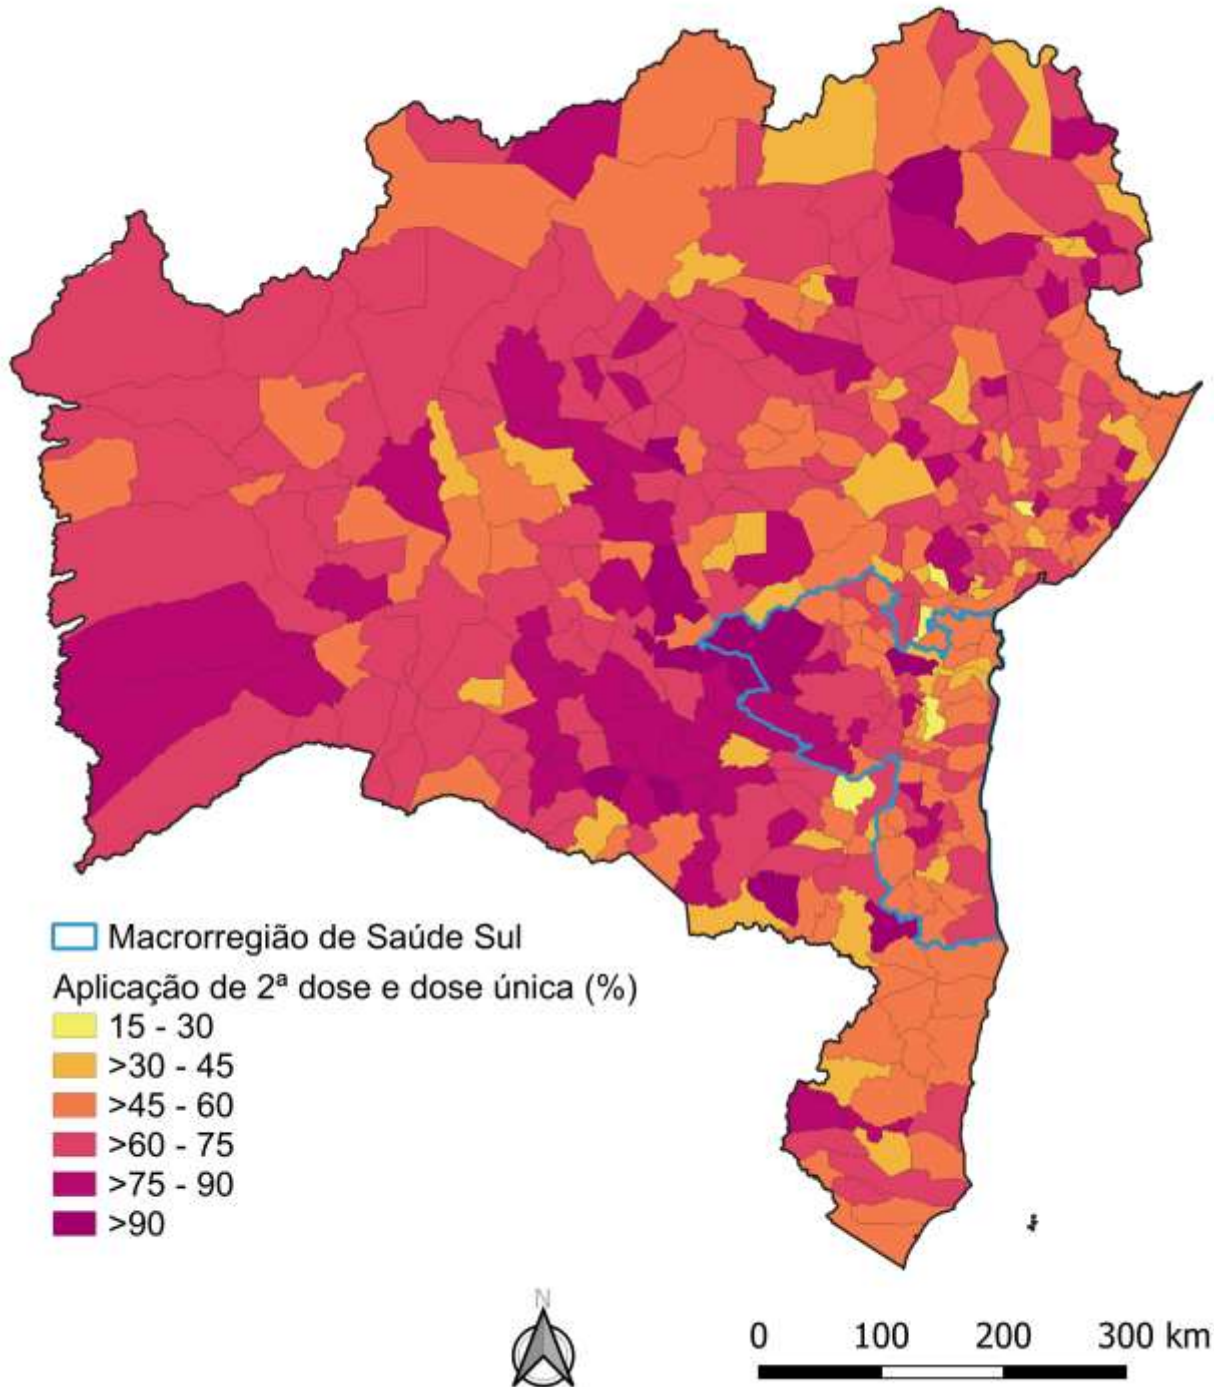 Macrorregião de Saúde Sul
Aplicação de 2ª dose e dose única (%)
15 - 30
>30 - 45
>45 - 60
>60 - 75
>75 - 90
>90
N
0 100 200 300 km